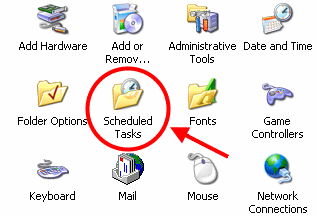 Add Hardware
Add or
Remov...
Administrative
Tools
Date and Time
Folder Options
Scheduled
Tasks
Fonts
Game
Controllers
Keyboard
Mail
Mouse
Network
Connections